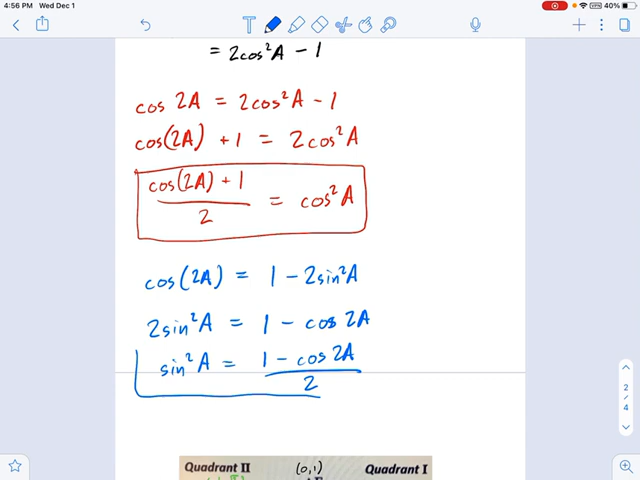 4:56 PM Wed Dec 1
40%
= 2cos²A − 1
cos 2A = 2cos²A − 1
cos(2A) + 1 = 2cos²A
cos(2A) + 1
2
= cos²A
cos(2A) = 1 − 2sin²A
2sin²A = 1 − cos 2A
sin²A = 1 − cos 2A
2
2
4
Quadrant II (0,1) Quadrant I